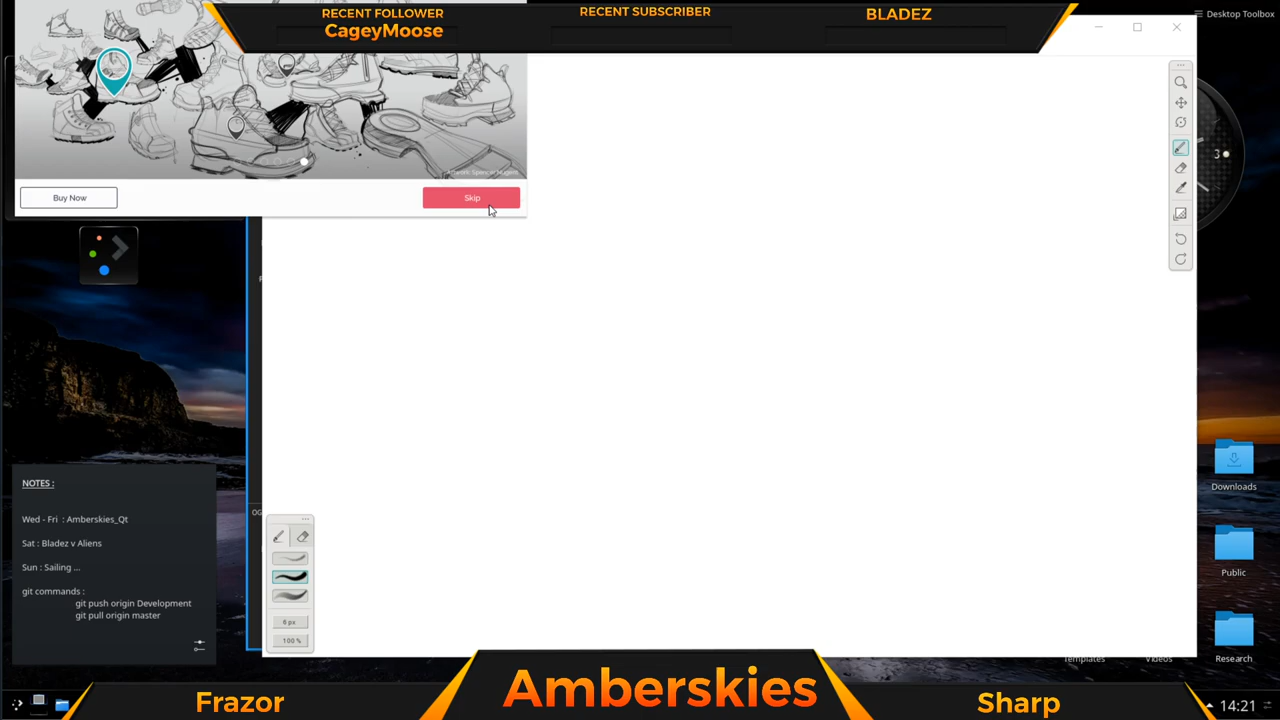 RECENT FOLLOWER
CageyMoose
RECENT SUBSCRIBER
BLADEZ
Desktop Toolbox
Buy Now
Skip
3
NOTES :
Wed - Fri : Amberskies_Qt
Sat : Bladez v Aliens
Sun : Sailing ...
git commands :
git push origin Development
git pull origin master
8 px
100 %
Downloads
Public
Research
Templates
Videos
Frazor
Amberskies
Sharp
14:21